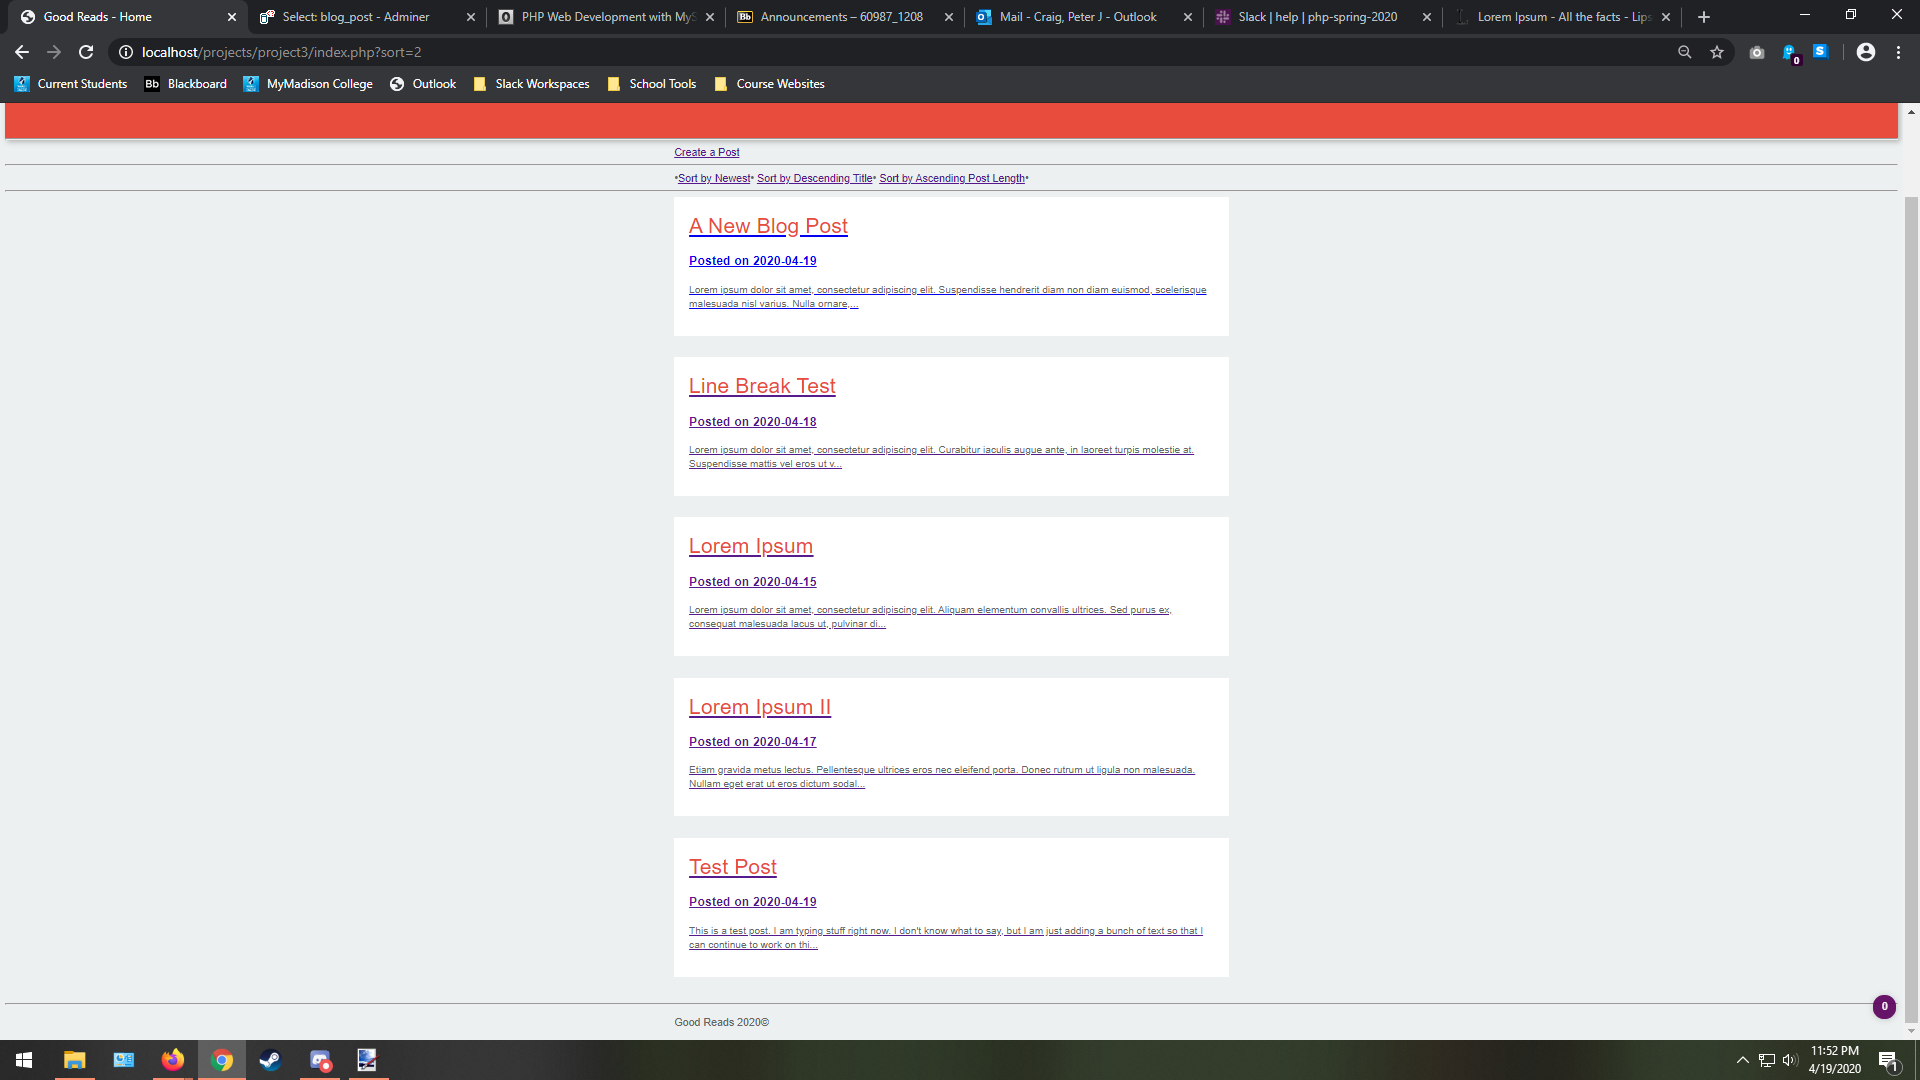 Good Reads - Home
Select: blog_post - Adminer
PHP Web Development with MyS
Bb Announcements – 60987_1208
Mail - Craig, Peter J - Outlook
Slack | help | php-spring-2020
Lorem Ipsum - All the facts - Lips
localhost/projects/project3/index.php?sort=2
0
S
Current Students
Bb Blackboard
MyMadison College
Outlook
Slack Workspaces
School Tools
Course Websites
Create a Post
•Sort by Newest• Sort by Descending Title• Sort by Ascending Post Length•
A New Blog Post
Posted on 2020-04-19
Lorem ipsum dolor sit amet, consectetur adipiscing elit. Suspendisse hendrerit diam non diam euismod, scelerisque
malesuada nisl varius. Nulla ornare,...
Line Break Test
Posted on 2020-04-18
Lorem ipsum dolor sit amet, consectetur adipiscing elit. Curabitur iaculis augue ante, in laoreet turpis molestie at.
Suspendisse mattis vel eros ut v...
Lorem Ipsum
Posted on 2020-04-15
Lorem ipsum dolor sit amet, consectetur adipiscing elit. Aliquam elementum convallis ultrices. Sed purus ex,
consequat malesuada lacus ut, pulvinar di...
Lorem Ipsum II
Posted on 2020-04-17
Etiam gravida metus lectus. Pellentesque ultrices eros nec eleifend porta. Donec rutrum ut ligula non malesuada.
Nullam eget erat ut eros dictum sodal...
Test Post
Posted on 2020-04-19
This is a test post. I am typing stuff right now. I don't know what to say, but I am just adding a bunch of text so that I
can continue to work on thi...
0
Good Reads 2020©
11:52 PM
4/19/2020
1